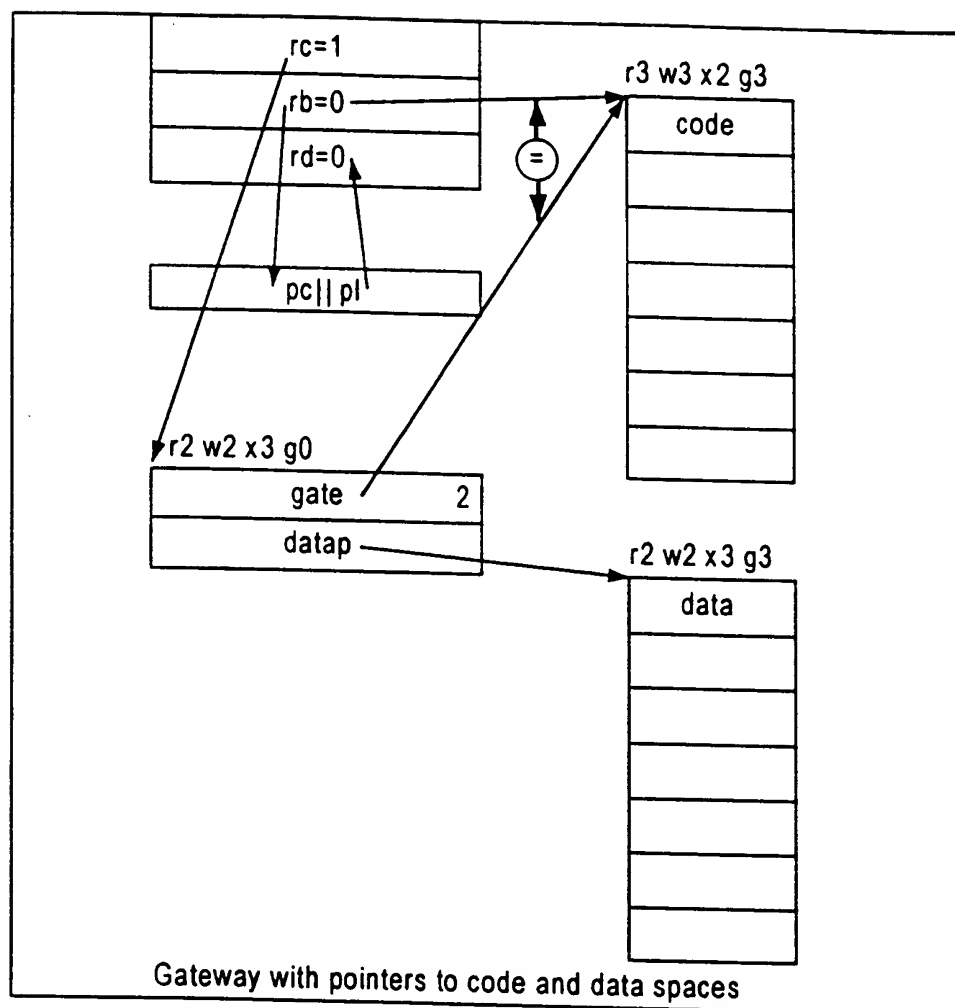 rc=1
rb=0
rd=0
r3 w3 x2 g3
code
=
pc|| pl
r2 w2 x3 g0
gate 2
datap
r2 w2 x3 g3
data
Gateway with pointers to code and data spaces